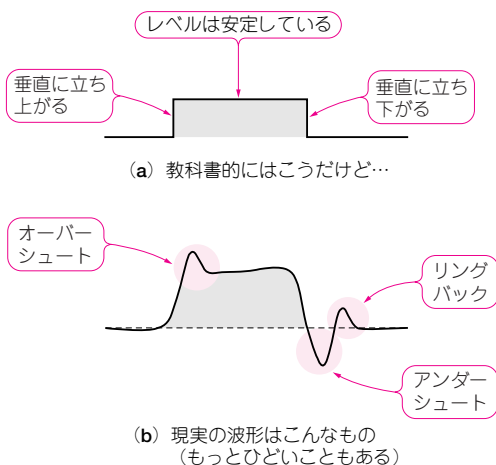 レベルは安定している
垂直に立ち
上がる
垂直に立ち
下がる
(a) 教科書的にはこうだけど…
オーバー
シュート
リング
バック
アンダー
シュート
(b) 現実の波形はこんなもの
(もっとひどいこともある)